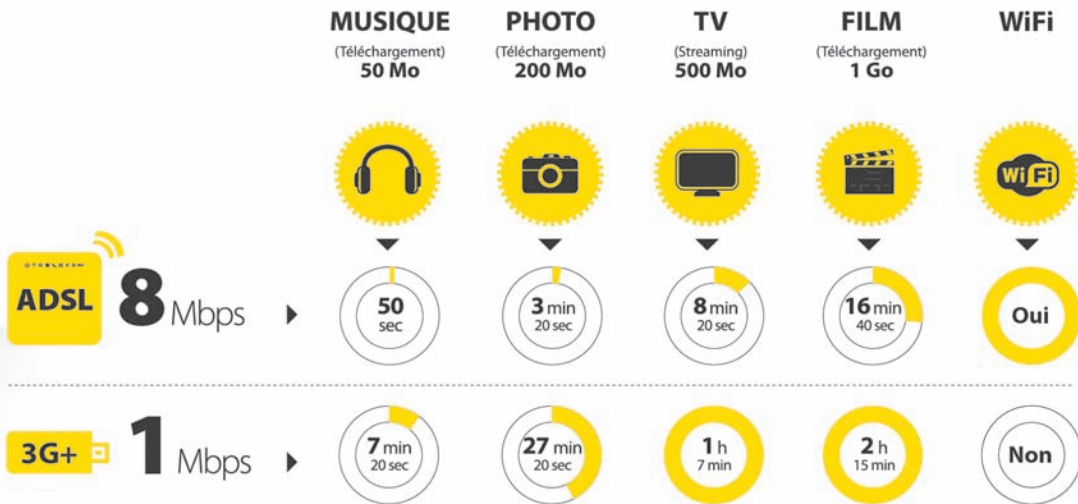 MUSIQUE
(Téléchargement)
50 Mo
PHOTO
(Téléchargement)
200 Mo
TV
(Streaming)
500 Mo
FILM
(Téléchargement)
1 Go
WiFi
WiFi
ADSL
8 Mbps
50
sec
3 min
20 sec
8 min
20 sec
16 min
40 sec
Oui
3G+
1 Mbps
7 min
20 sec
27 min
20 sec
1 h
7 min
2 h
15 min
Non